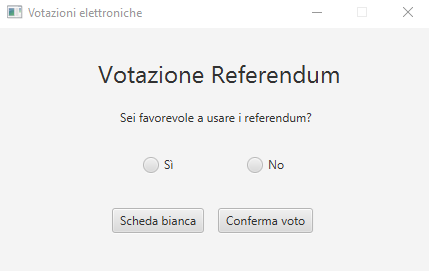 Votazioni elettroniche
Votazione Referendum
Sei favorevole a usare i referendum?
Sì No
Scheda bianca Conferma voto